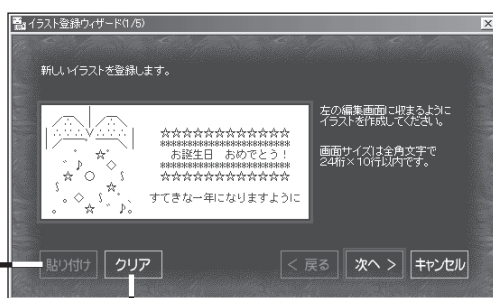 イラスト登録ウィザード(1/5)
新しいイラストを登録します。
☆☆☆☆☆☆☆☆☆☆☆☆
************************
お誕生日　おめでとう！
************************
☆☆☆☆☆☆☆☆☆☆☆☆
すてきな一年になりますように
左の編集画面に収まるように
イラストを作成してください。
画面サイズは全角文字で
24桁×10行以内です。
貼り付け
クリア
< 戻る
次へ >
キャンセル